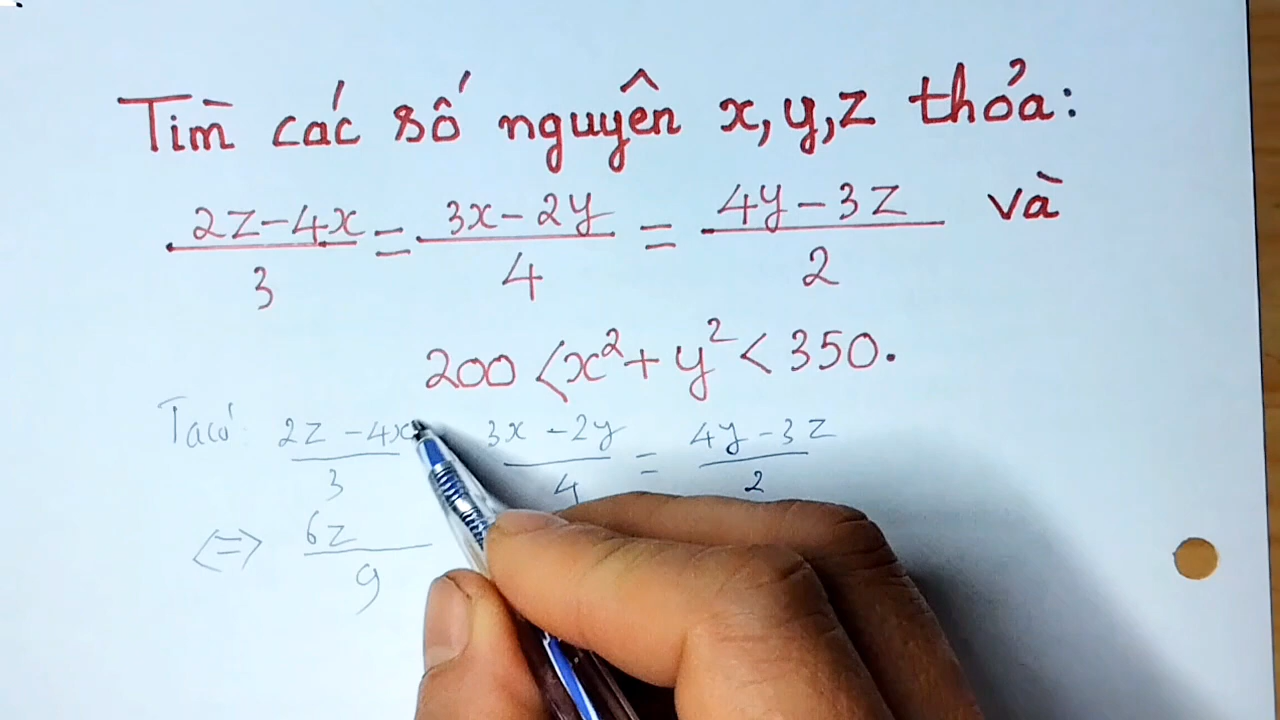 Tìm các số nguyên x, y, z thỏa:
2z-4x/3 = 3x-2y/4 = 4y-3z/2 và
200 < x² + y² < 350.
Ta có: 2z-4x/3 3x-2y/4 = 4y-3z/2
<=> 6z/9